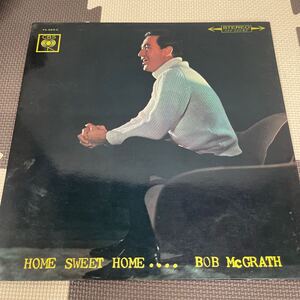 CBS
STEREO
HOME SWEET HOME.... BOB McGRATH